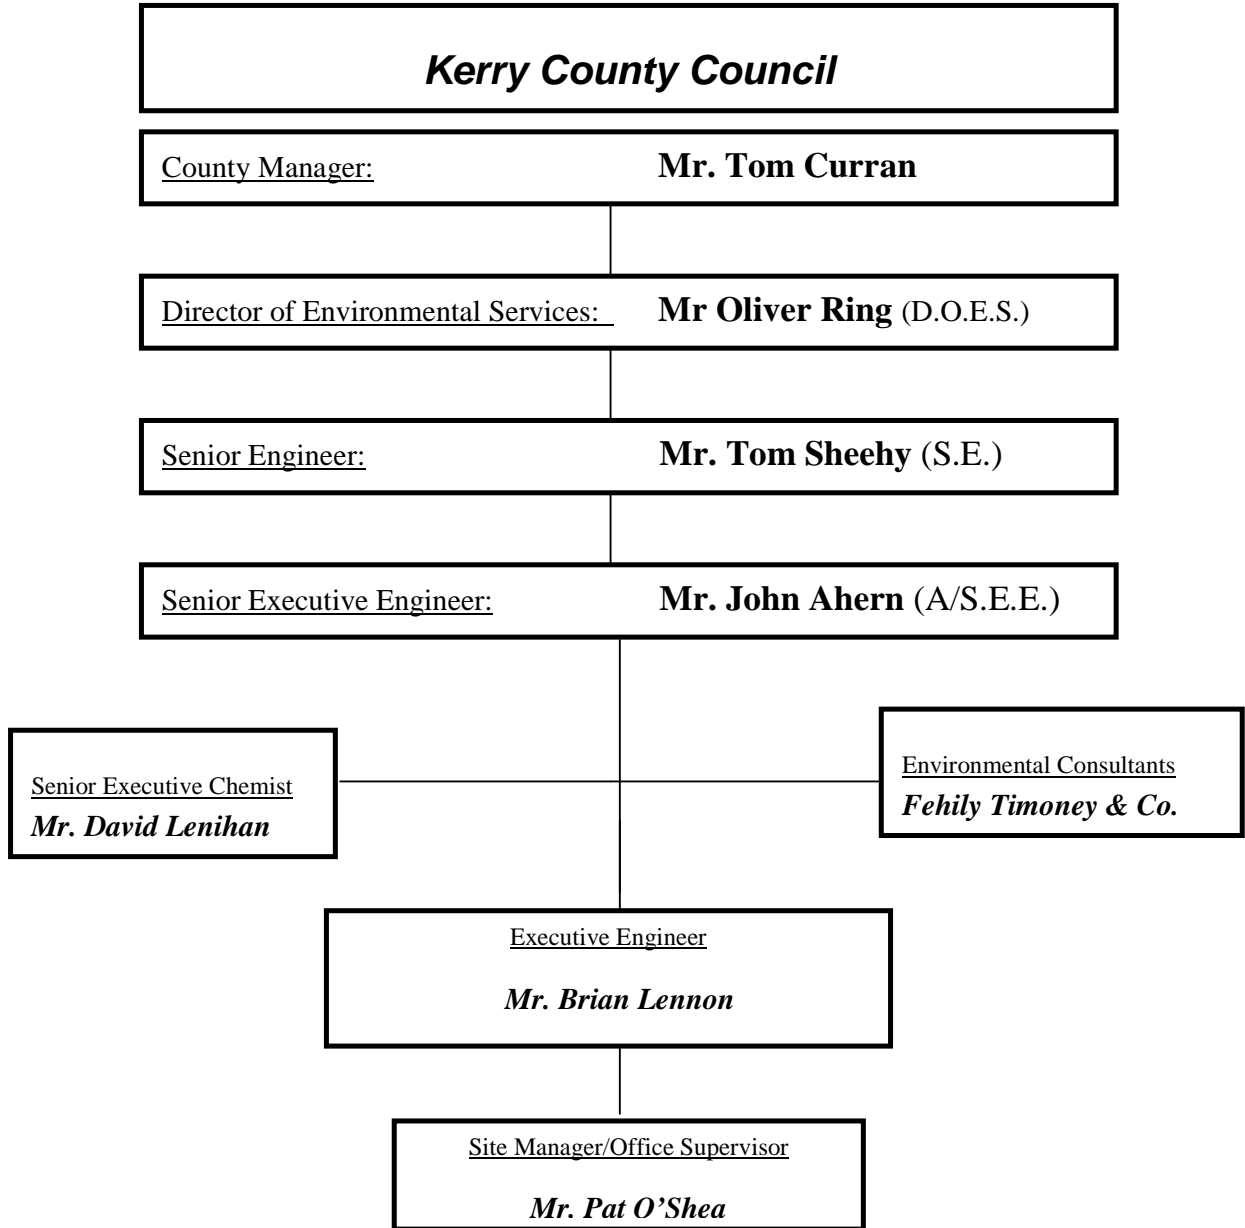 Kerry County Council
County Manager: Mr. Tom Curran
Director of Environmental Services: Mr Oliver Ring (D.O.E.S.)
Senior Engineer: Mr. Tom Sheehy (S.E.)
Senior Executive Engineer: Mr. John Ahern (A/S.E.E.)
Senior Executive Chemist
Mr. David Lenihan
Environmental Consultants
Fehily Timoney & Co.
Executive Engineer
Mr. Brian Lennon
Site Manager/Office Supervisor
Mr. Pat O’Shea